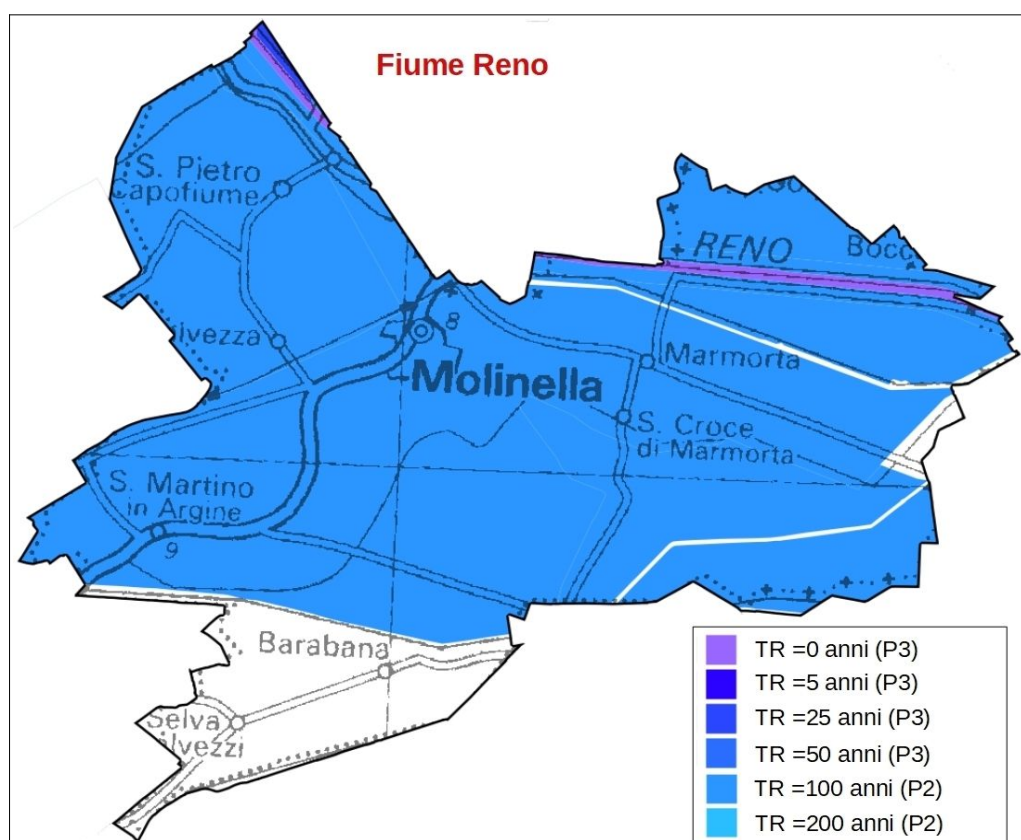 Fiume Reno
S. Pietro
Capofiume
RENO
Bocc
8
Molinella
Marmorta
S. Croce
di Marmorta
S. Martino
in Argine
9
Barabana
Selva
TR =0 anni (P3)
TR =5 anni (P3)
TR =25 anni (P3)
TR =50 anni (P3)
TR =100 anni (P2)
TR =200 anni (P2)